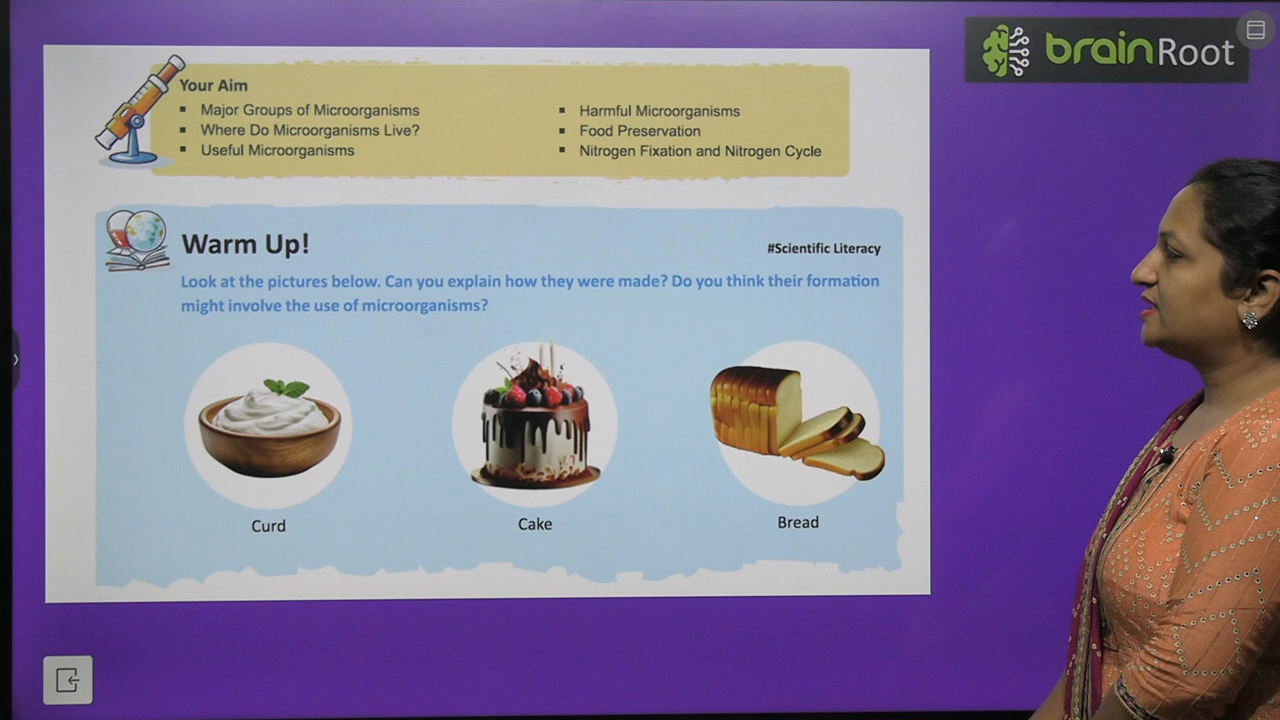 brainRoot
Your Aim
▪ Major Groups of Microorganisms
▪ Where Do Microorganisms Live?
▪ Useful Microorganisms
▪ Harmful Microorganisms
▪ Food Preservation
▪ Nitrogen Fixation and Nitrogen Cycle
Warm Up!
#Scientific Literacy
Look at the pictures below. Can you explain how they were made? Do you think their formation
might involve the use of microorganisms?
Curd
Cake
Bread